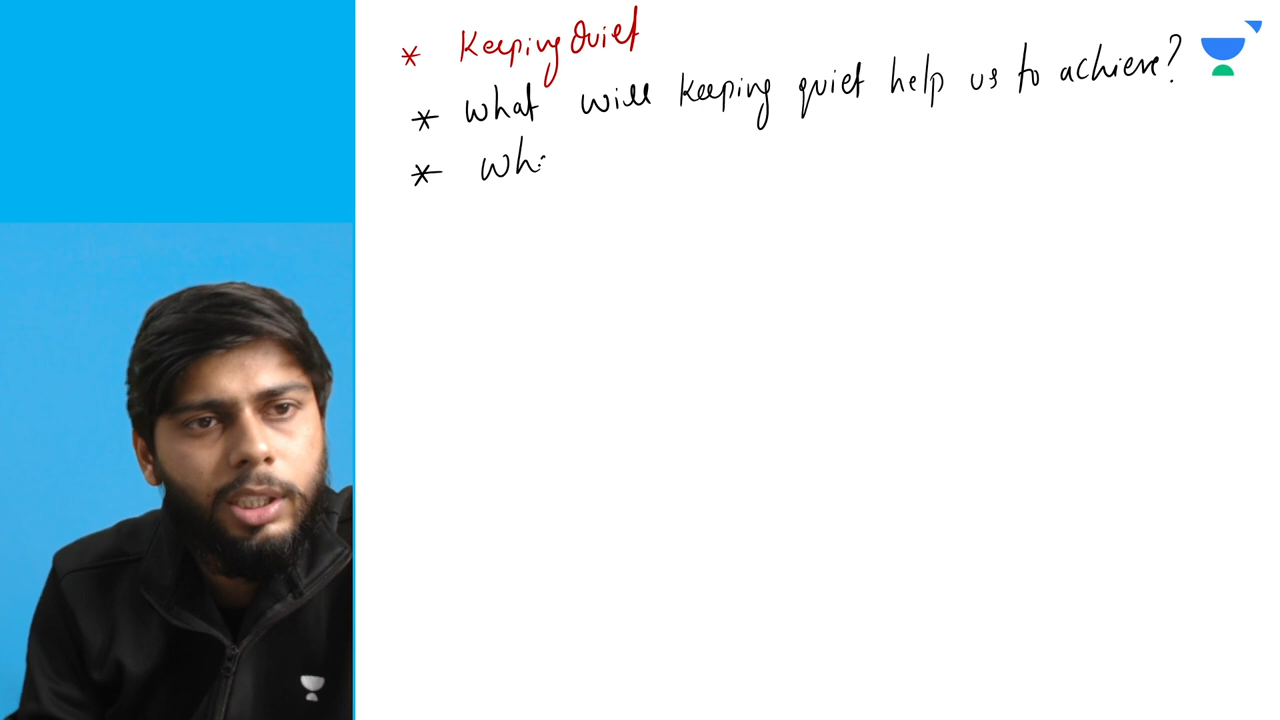 * Keeping Quiet
* What will keeping quiet help us to achieve?
* Wh